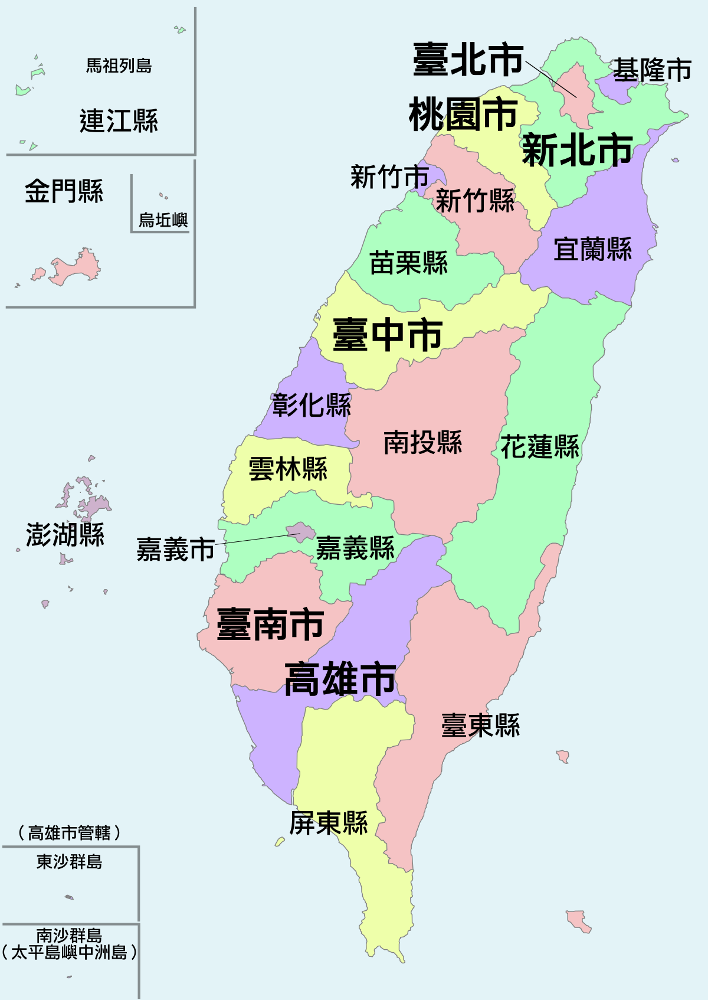 馬祖列島
連江縣
金門縣
烏坵嶼
臺北市
基隆市
桃園市
新北市
新竹市
新竹縣
宜蘭縣
苗栗縣
臺中市
彰化縣
南投縣
花蓮縣
雲林縣
澎湖縣
嘉義市
嘉義縣
臺南市
高雄市
臺東縣
屏東縣
（高雄市管轄）
東沙群島
南沙群島
（太平島嶼中洲島）